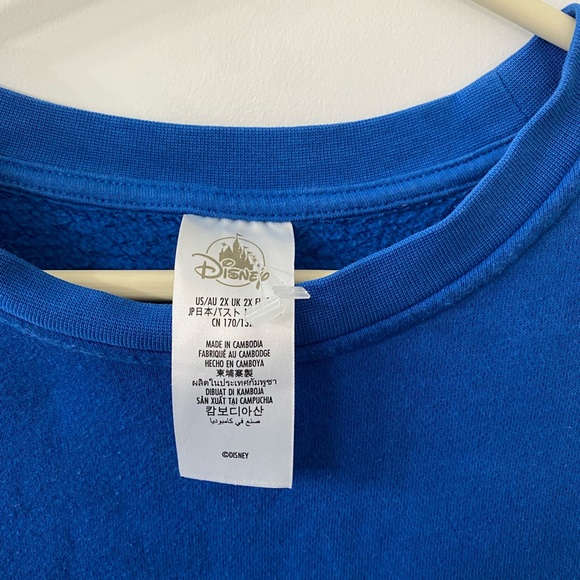 Disney
US/AU 2X UK 2X
JP日本バスト
CN 170/132
MADE IN CAMBODIA
FABRIQUÉ AU CAMBODGE
HECHO EN CAMBOYA
柬埔寨製
ผลิตในประเทศกัมพูชา
DIBUAT DI KAMBOJA
SẢN XUẤT TẠI CAMPUCHIA
캄보디아산
صنع في كامبوديا
©DISNEY